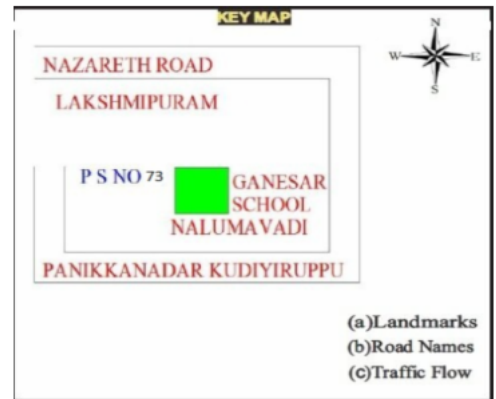 KEY MAP
N
W E
S
NAZARETH ROAD
LAKSHMIPURAM
P S NO 73
GANESAR
SCHOOL
NALUMAVADI
PANIKKANADAR KUDIYIRUPPU
(a)Landmarks
(b)Road Names
(c)Traffic Flow